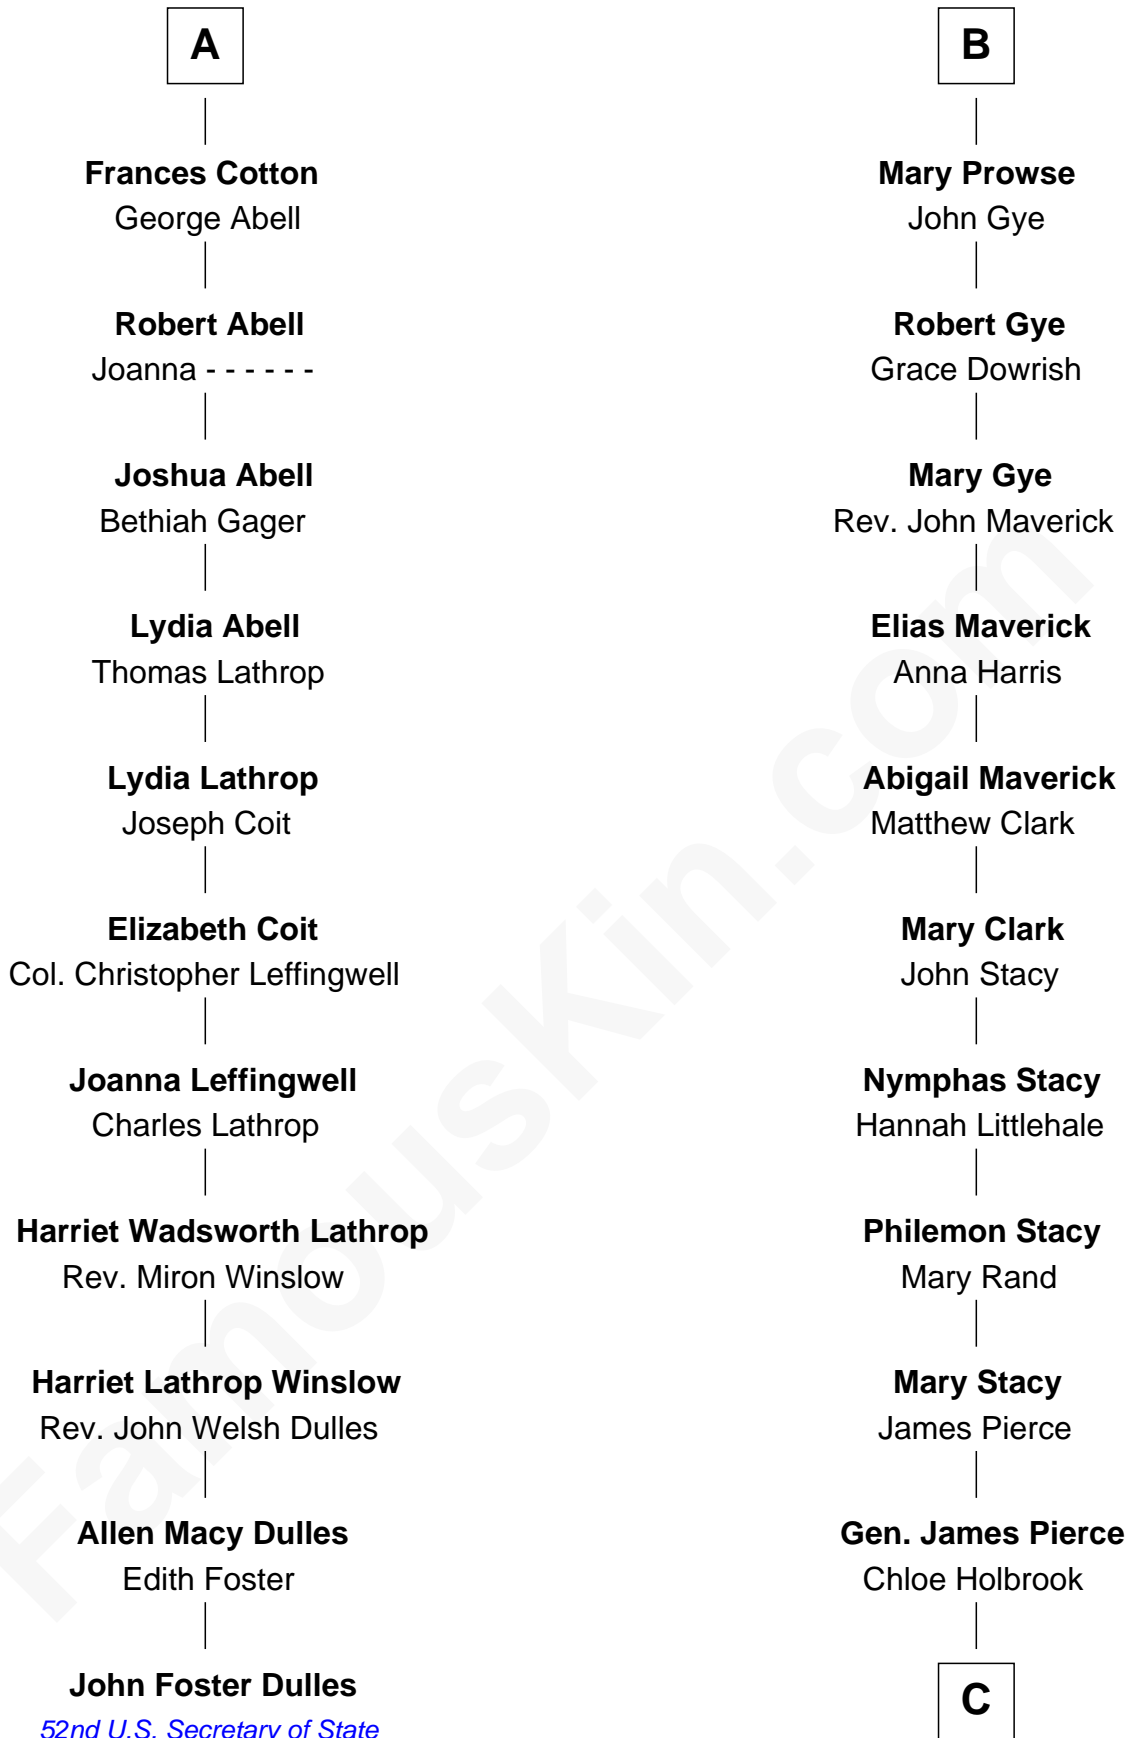 A
Frances Cotton
George Abell
Robert Abell
Joanna - - - - - -
Joshua Abell
Bethiah Gager
Lydia Abell
Thomas Lathrop
Lydia Lathrop
Joseph Coit
Elizabeth Coit
Col. Christopher Leffingwell
Joanna Leffingwell
Charles Lathrop
Harriet Wadsworth Lathrop
Rev. Miron Winslow
Harriet Lathrop Winslow
Rev. John Welsh Dulles
Allen Macy Dulles
Edith Foster
John Foster Dulles
52nd U.S. Secretary of State
B
Mary Prowse
John Gye
Robert Gye
Grace Dowrish
Mary Gye
Rev. John Maverick
Elias Maverick
Anna Harris
Abigail Maverick
Matthew Clark
Mary Clark
John Stacy
Nymphas Stacy
Hannah Littlehale
Philemon Stacy
Mary Rand
Mary Stacy
James Pierce
Gen. James Pierce
Chloe Holbrook
C
FamousKin.com